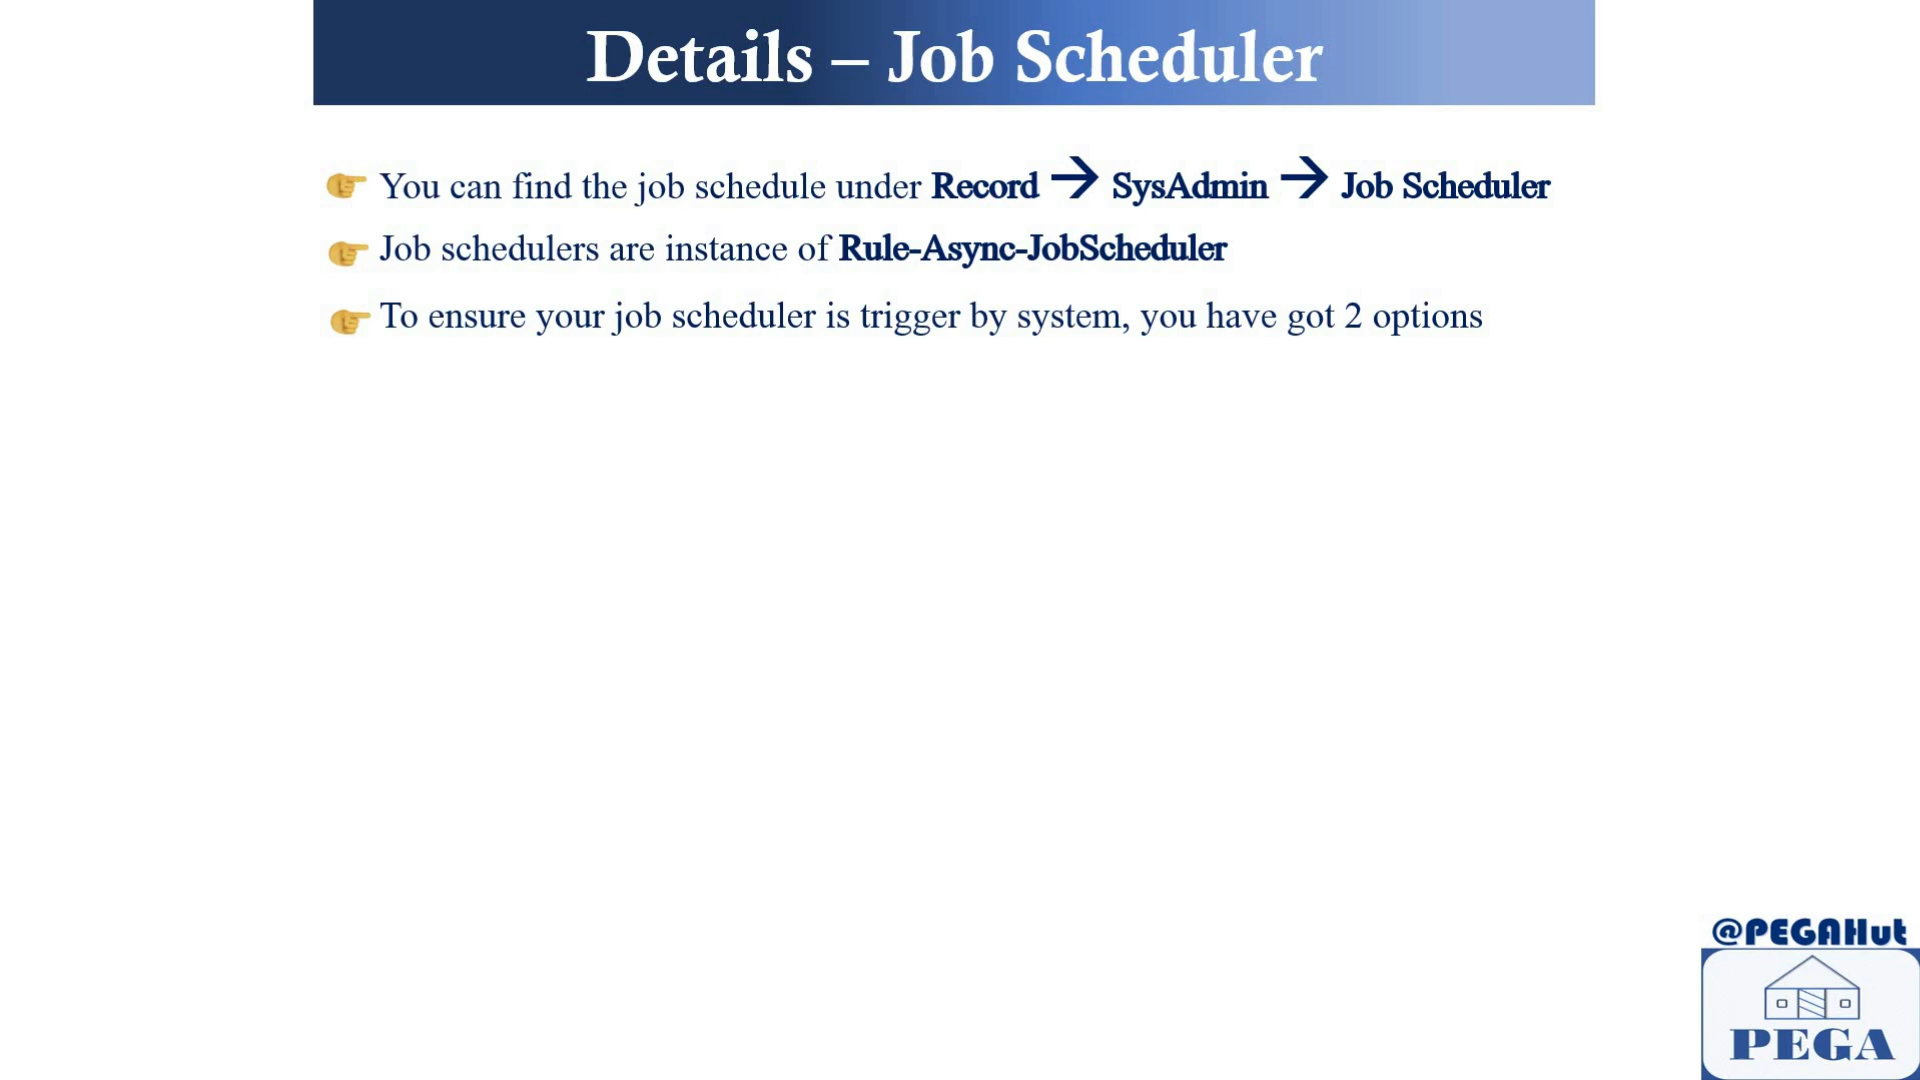 Details – Job Scheduler
You can find the job schedule under Record → SysAdmin → Job Scheduler
Job schedulers are instance of Rule-Async-JobScheduler
To ensure your job scheduler is trigger by system, you have got 2 options
@PEGAHut
PEGA